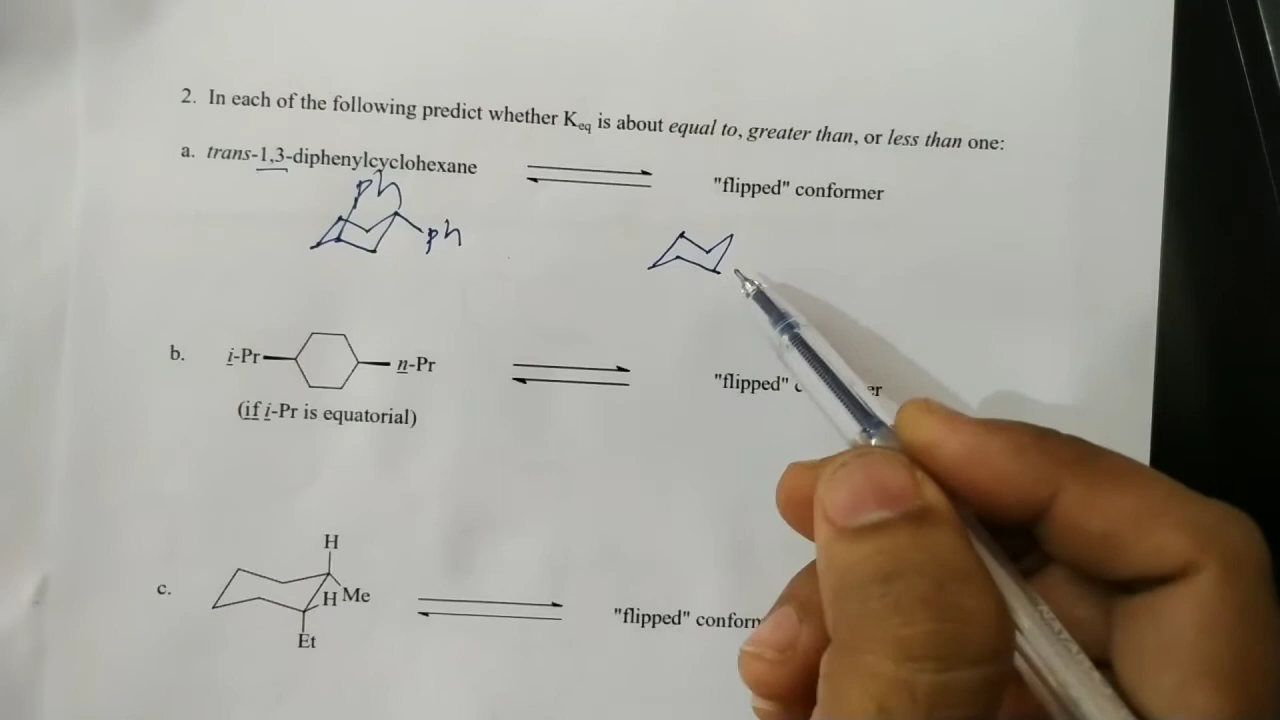 2. In each of the following predict whether Keq is about equal to, greater than, or less than one:
a. trans-1,3-diphenylcyclohexane
"flipped" conformer
ph
ph
b. i-Pr n-Pr
"flipped"
(if i-Pr is equatorial)
H
c.
H Me
"flipped"
Et